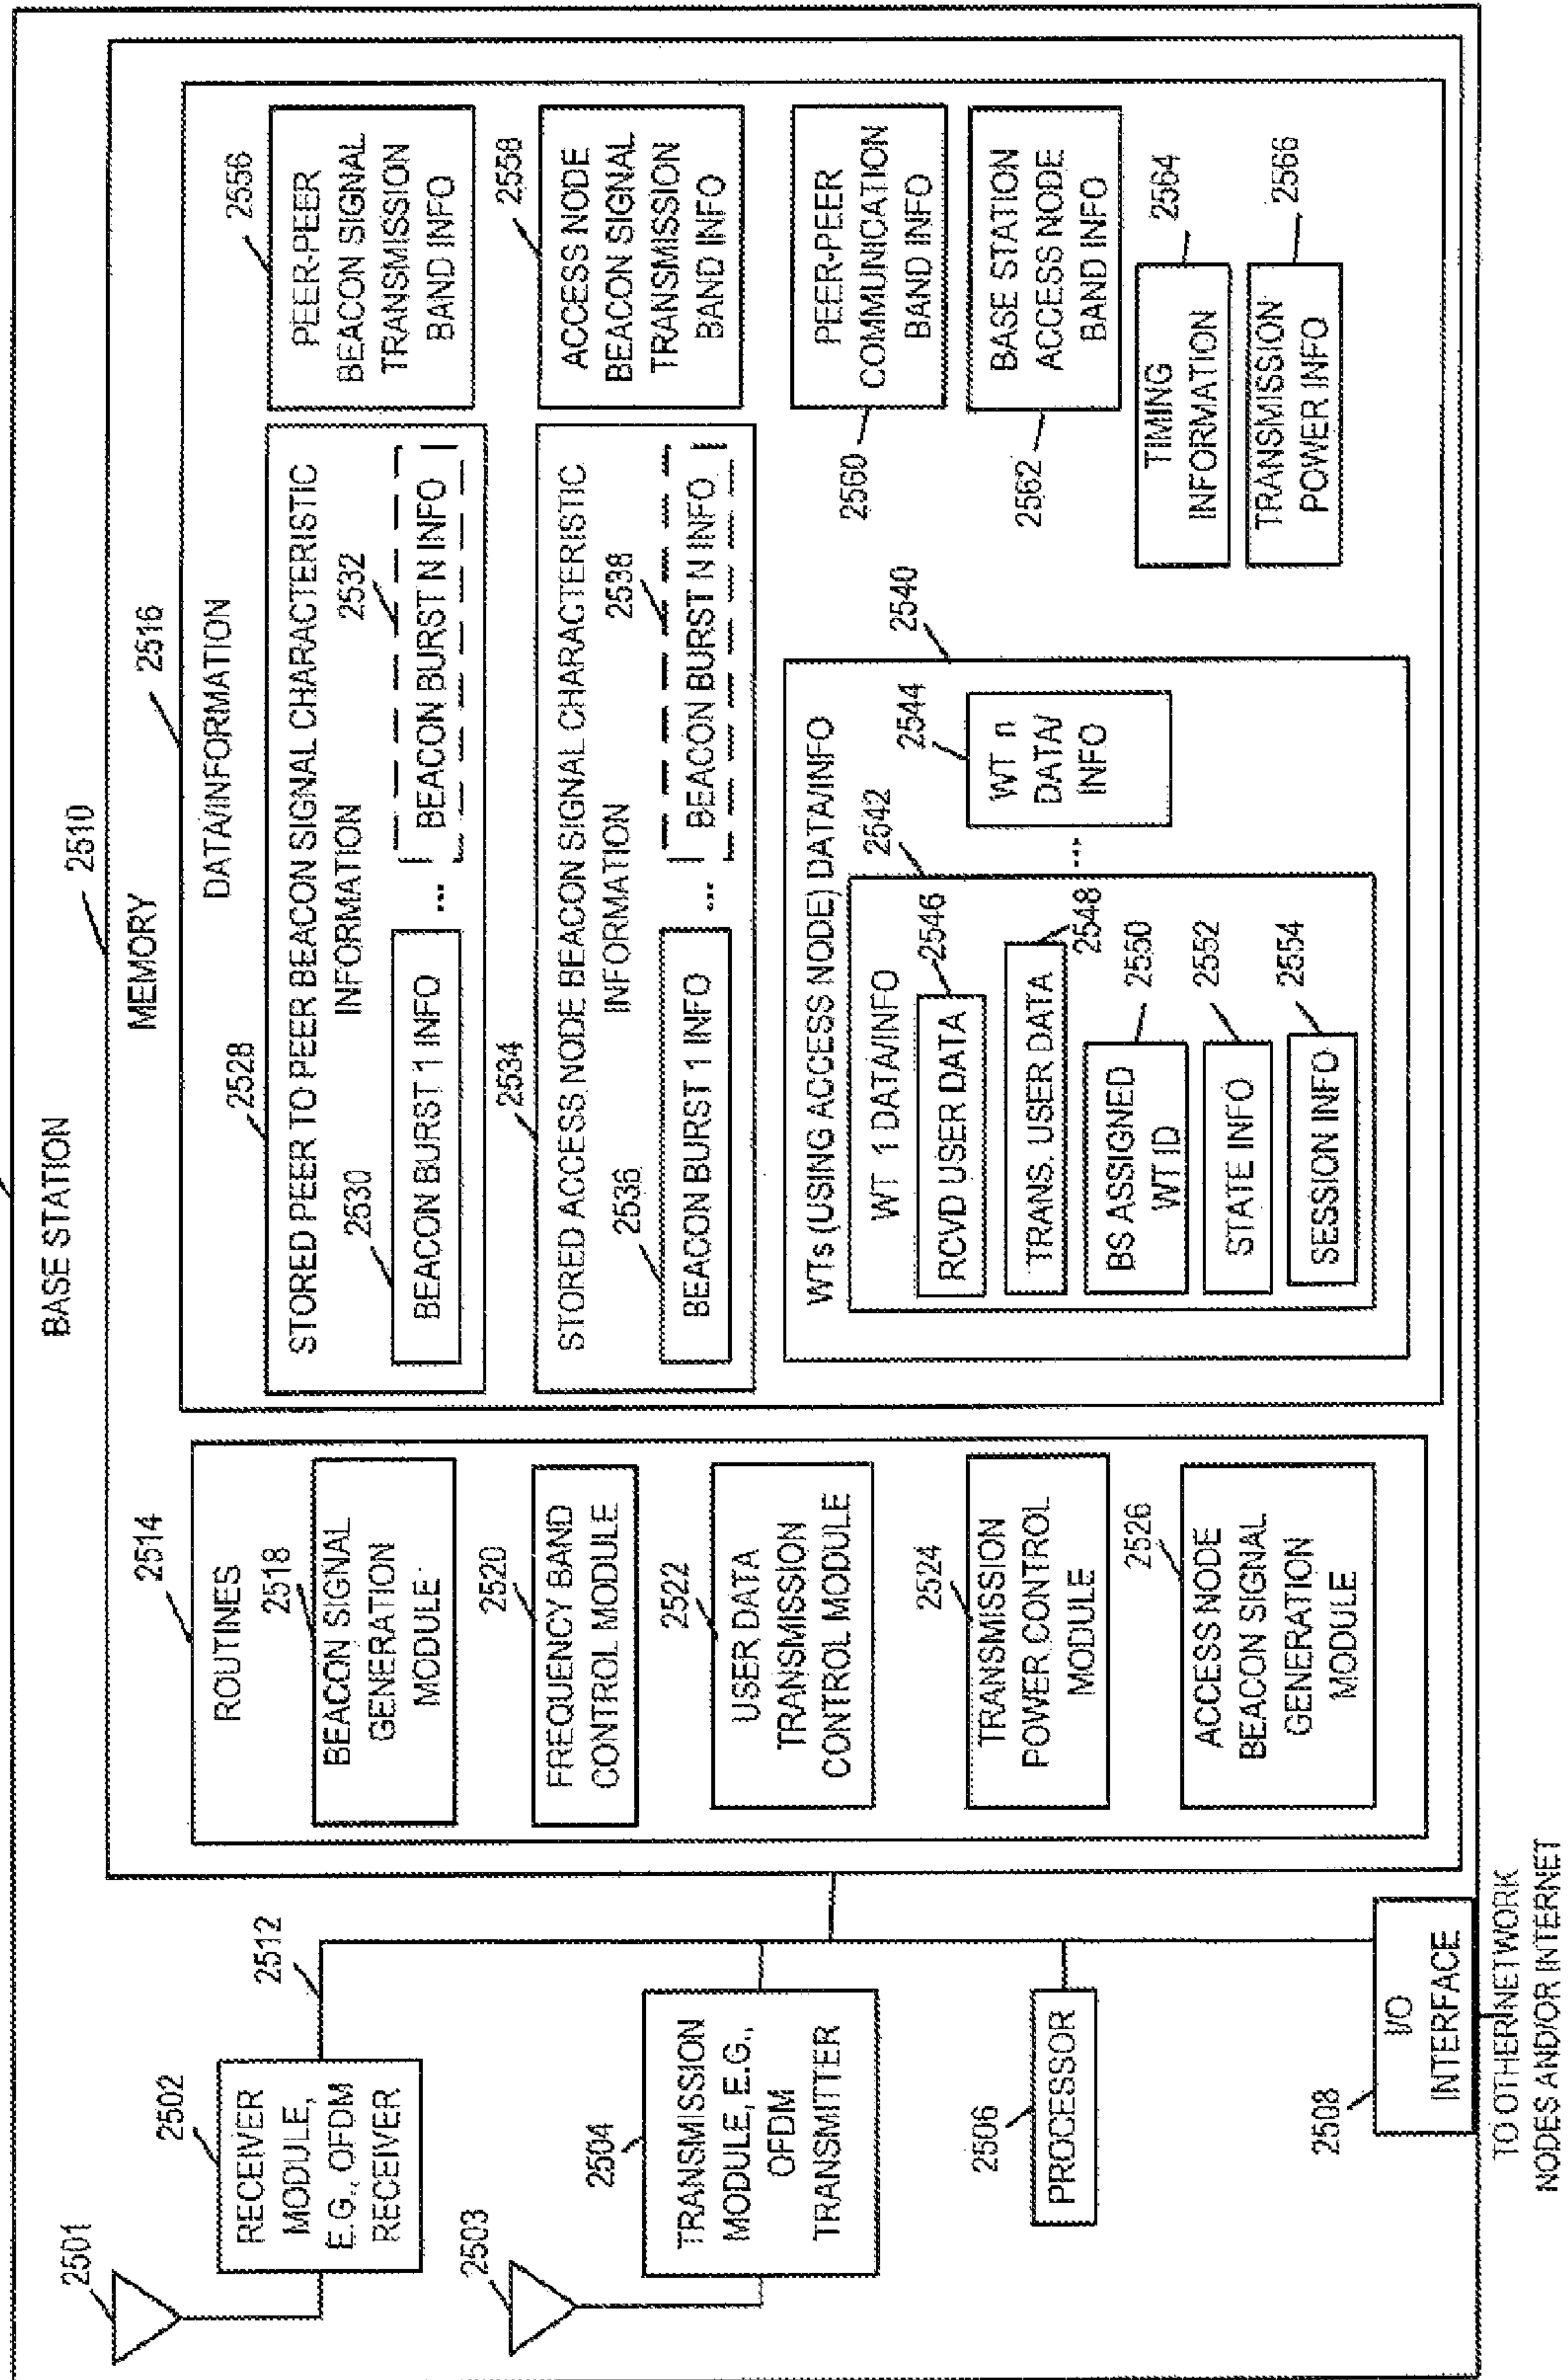 BASE STATION
2501
2502
RECEIVER
MODULE,
E.G., OFDM
RECEIVER
2512
2503
2504
TRANSMISSION
MODULE, E.G.,
OFDM
TRANSMITTER
2506
PROCESSOR
2508
I/O
INTERFACE
TO OTHER NETWORK
NODES AND/OR INTERNET
2510
MEMORY
2514
ROUTINES
2518
BEACON SIGNAL
GENERATION
MODULE
2520
FREQUENCY BAND
CONTROL MODULE
2522
USER DATA
TRANSMISSION
CONTROL MODULE
2524
TRANSMISSION
POWER CONTROL
MODULE
2526
ACCESS NODE
BEACON SIGNAL
GENERATION
MODULE
2516
DATA/INFORMATION
2528
STORED PEER TO PEER BEACON SIGNAL CHARACTERISTIC
INFORMATION
2530
BEACON BURST 1 INFO
...
2532
BEACON BURST N INFO
2534
STORED ACCESS NODE BEACON SIGNAL CHARACTERISTIC
INFORMATION
2536
BEACON BURST 1 INFO
...
2538
BEACON BURST N INFO
2540
WTs (USING ACCESS NODE) DATA/INFO
2542
WT 1 DATA/INFO
2546
RCVD USER DATA
2548
TRANS. USER DATA
2550
BS ASSIGNED
WT ID
2552
STATE INFO
2554
SESSION INFO
...
2544
WT n
DATA/
INFO
2556
PEER-PEER
BEACON SIGNAL
TRANSMISSION
BAND INFO
2558
ACCESS NODE
BEACON SIGNAL
TRANSMISSION
BAND INFO
2560
PEER-PEER
COMMUNICATION
BAND INFO
2562
BASE STATION
ACCESS NODE
BAND INFO
2564
TIMING
INFORMATION
2566
TRANSMISSION
POWER INFO